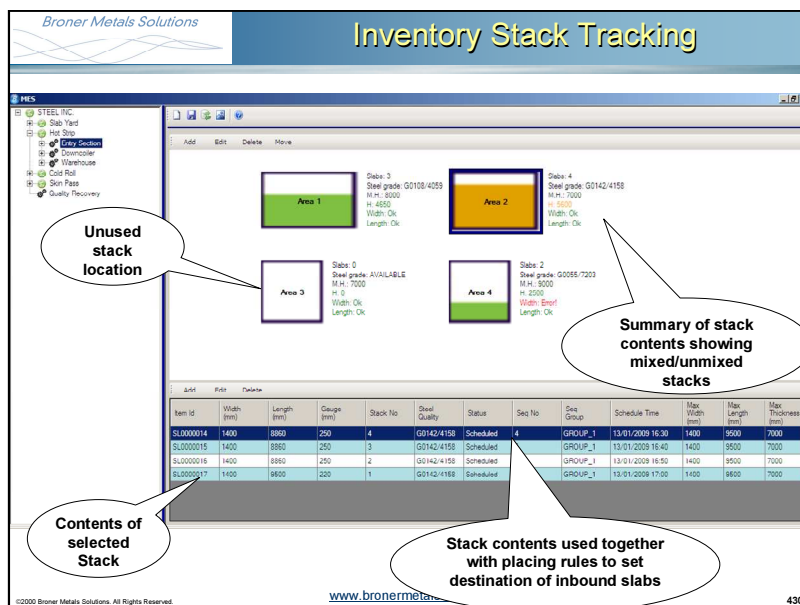 Broner Metals Solutions
Inventory Stack Tracking
MES
STEEL INC.
Slab Yard
Hot Strip
Entry Section
Downcoiler
Warehouse
Cold Roll
Skin Pass
Quality Recovery
Add Edit Delete Move
Area 1
Slabs: 3
Steel grade: G0108/4059
M.H.: 8000
H: 4650
Width: Ok
Length: Ok
Area 2
Slabs: 4
Steel grade: G0142/4158
M.H.: 7000
H: 5600
Width: Ok
Length: Ok
Unused
stack
location
Area 3
Slabs: 0
Steel grade: AVAILABLE
M.H.: 7000
H: 0
Width: Ok
Length: Ok
Area 4
Slabs: 2
Steel grade: G0055/7203
M.H.: 9000
H: 2500
Width: Error!
Length: Ok
Summary of stack
contents showing
mixed/unmixed
stacks
Add Edit Delete
Item Id Width (mm) Length (mm) Gauge (mm) Stack No Steel Quality Status Seq No Seq Group Schedule Time Max Width (mm) Max Length (mm) Max Thickness (mm)
SL0000014 1400 8860 250 4 G0142/4158 Scheduled 4 GROUP_1 13/01/2009 16:30 1400 9500 7000
SL0000015 1400 8860 250 3 G0142/4158 Scheduled GROUP_1 13/01/2009 16:40 1400 9500 7000
SL0000016 1400 8860 250 2 G0142/4158 Scheduled GROUP_1 13/01/2009 16:50 1400 9500 7000
SL0000017 1400 9500 220 1 G0142/4158 Scheduled GROUP_1 13/01/2009 17:00 1400 9500 7000
Contents of
selected
Stack
Stack contents used together
with placing rules to set
destination of inbound slabs
©2000 Broner Metals Solutions. All Rights Reserved.
www.bronermetals
430